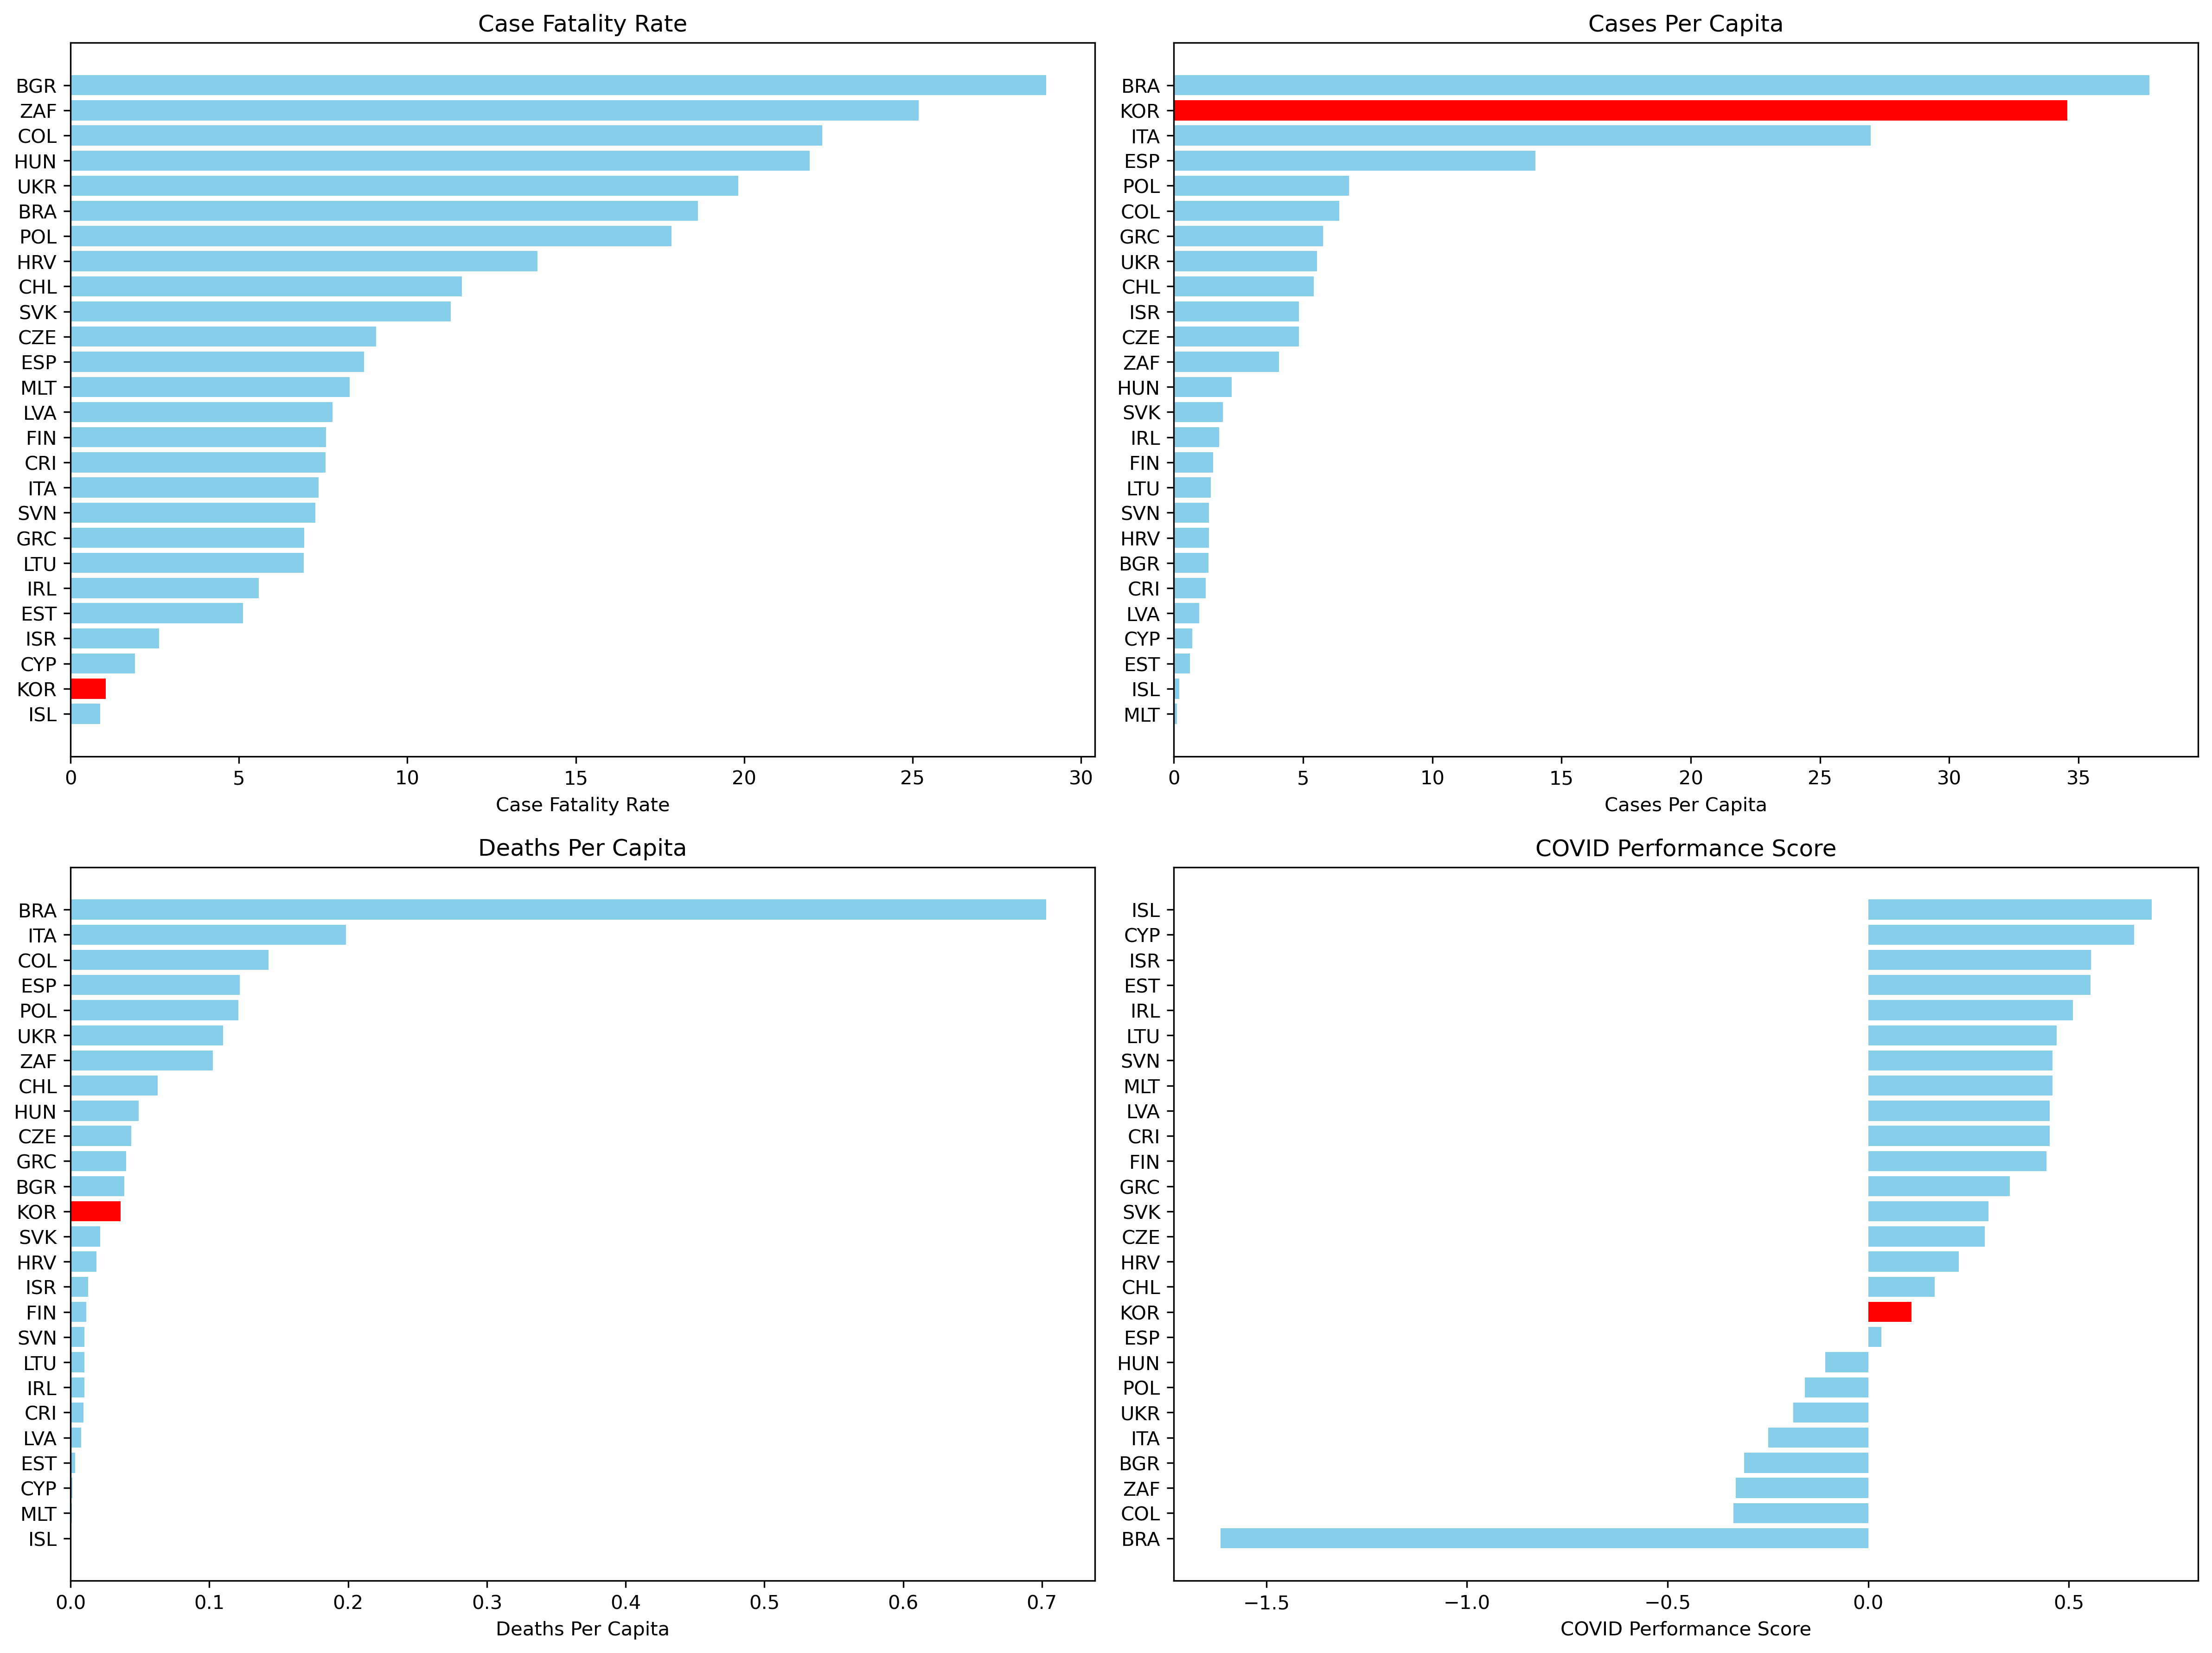 Case Fatality Rate
BGR
ZAF
COL
HUN
UKR
BRA
POL
HRV
CHL
SVK
CZE
ESP
MLT
LVA
FIN
CRI
ITA
SVN
GRC
LTU
IRL
EST
ISR
CYP
KOR
ISL
0 5 10 15 20 25 30
Case Fatality Rate
Cases Per Capita
BRA
KOR
ITA
ESP
POL
COL
GRC
UKR
CHL
ISR
CZE
ZAF
HUN
SVK
IRL
FIN
LTU
SVN
HRV
BGR
CRI
LVA
CYP
EST
ISL
MLT
0 5 10 15 20 25 30 35
Cases Per Capita
Deaths Per Capita
BRA
ITA
COL
ESP
POL
UKR
ZAF
CHL
HUN
CZE
GRC
BGR
KOR
SVK
HRV
ISR
FIN
SVN
LTU
IRL
CRI
LVA
EST
CYP
MLT
ISL
0.0 0.1 0.2 0.3 0.4 0.5 0.6 0.7
Deaths Per Capita
COVID Performance Score
ISL
CYP
ISR
EST
IRL
LTU
SVN
MLT
LVA
CRI
FIN
GRC
SVK
CZE
HRV
CHL
KOR
ESP
HUN
POL
UKR
ITA
BGR
ZAF
COL
BRA
−1.5 −1.0 −0.5 0.0 0.5
COVID Performance Score